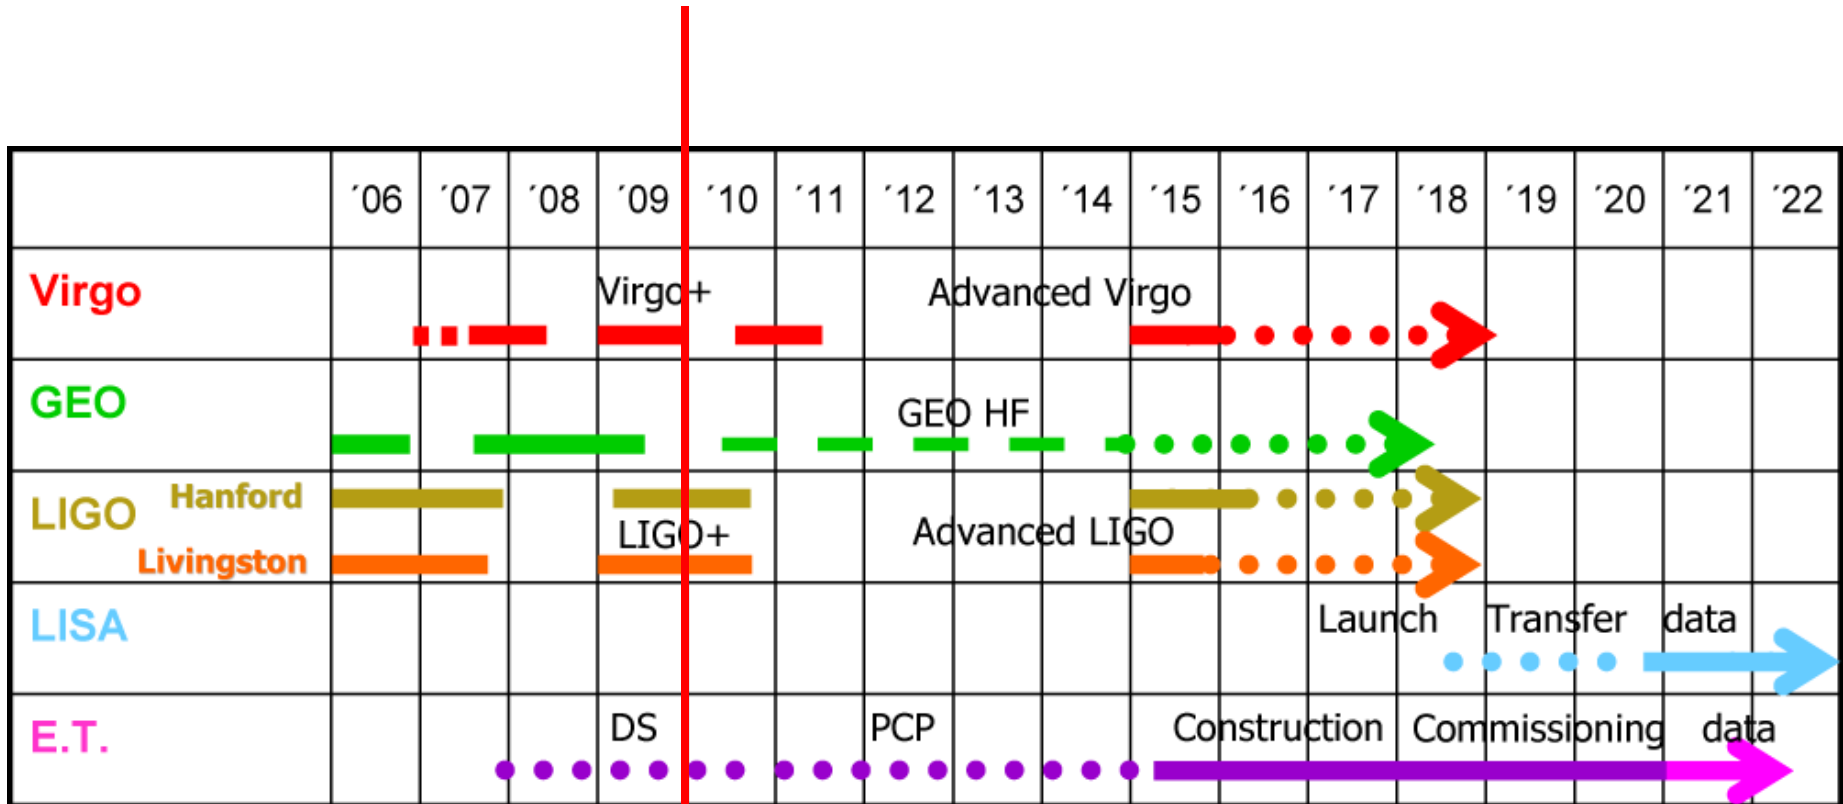 ´06 ´07 ´08 ´09 ´10 ´11 ´12 ´13 ´14 ´15 ´16 ´17 ´18 ´19 ´20 ´21 ´22
Virgo Virgo+ Advanced Virgo
GEO GEO HF
LIGO Hanford
LIGO+ Advanced LIGO
Livingston
LISA Launch Transfer data
E.T. DS PCP Construction Commissioning data